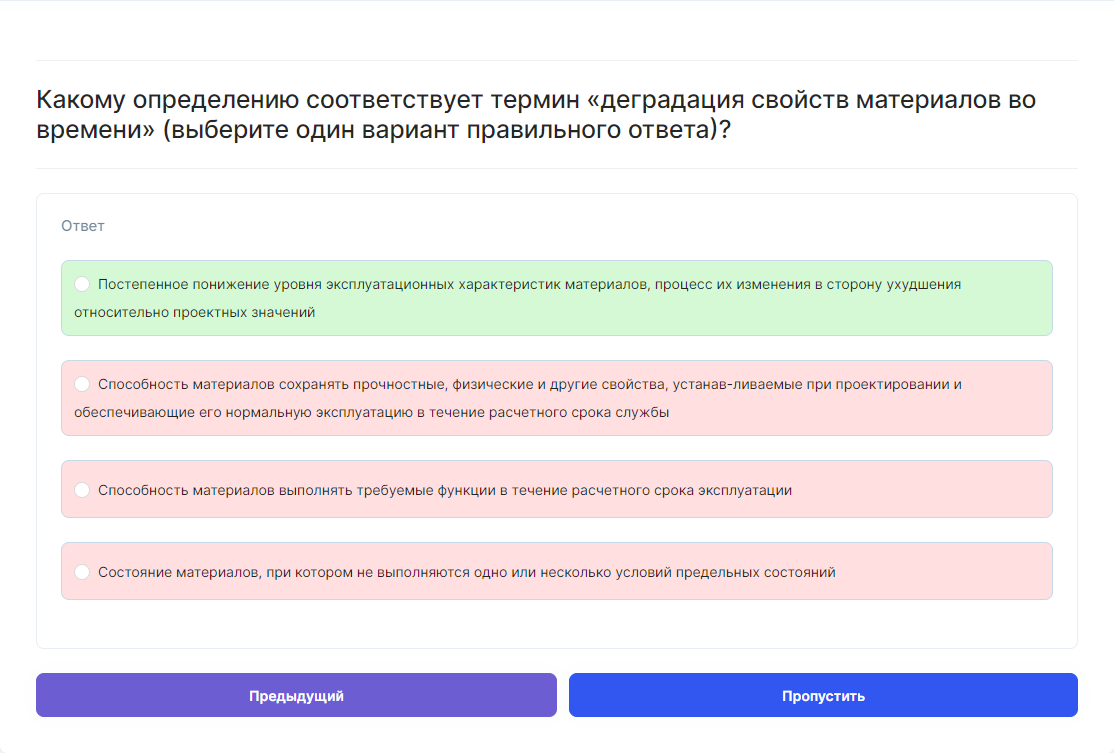 Какому определению соответствует термин «деградация свойств материалов во
времени» (выберите один вариант правильного ответа)?
Ответ
Постепенное понижение уровня эксплуатационных характеристик материалов, процесс их изменения в сторону ухудшения
относительно проектных значений
Способность материалов сохранять прочностные, физические и другие свойства, устанав-ливаемые при проектировании и
обеспечивающие его нормальную эксплуатацию в течение расчетного срока службы
Способность материалов выполнять требуемые функции в течение расчетного срока эксплуатации
Состояние материалов, при котором не выполняются одно или несколько условий предельных состояний
Предыдущий
Пропустить